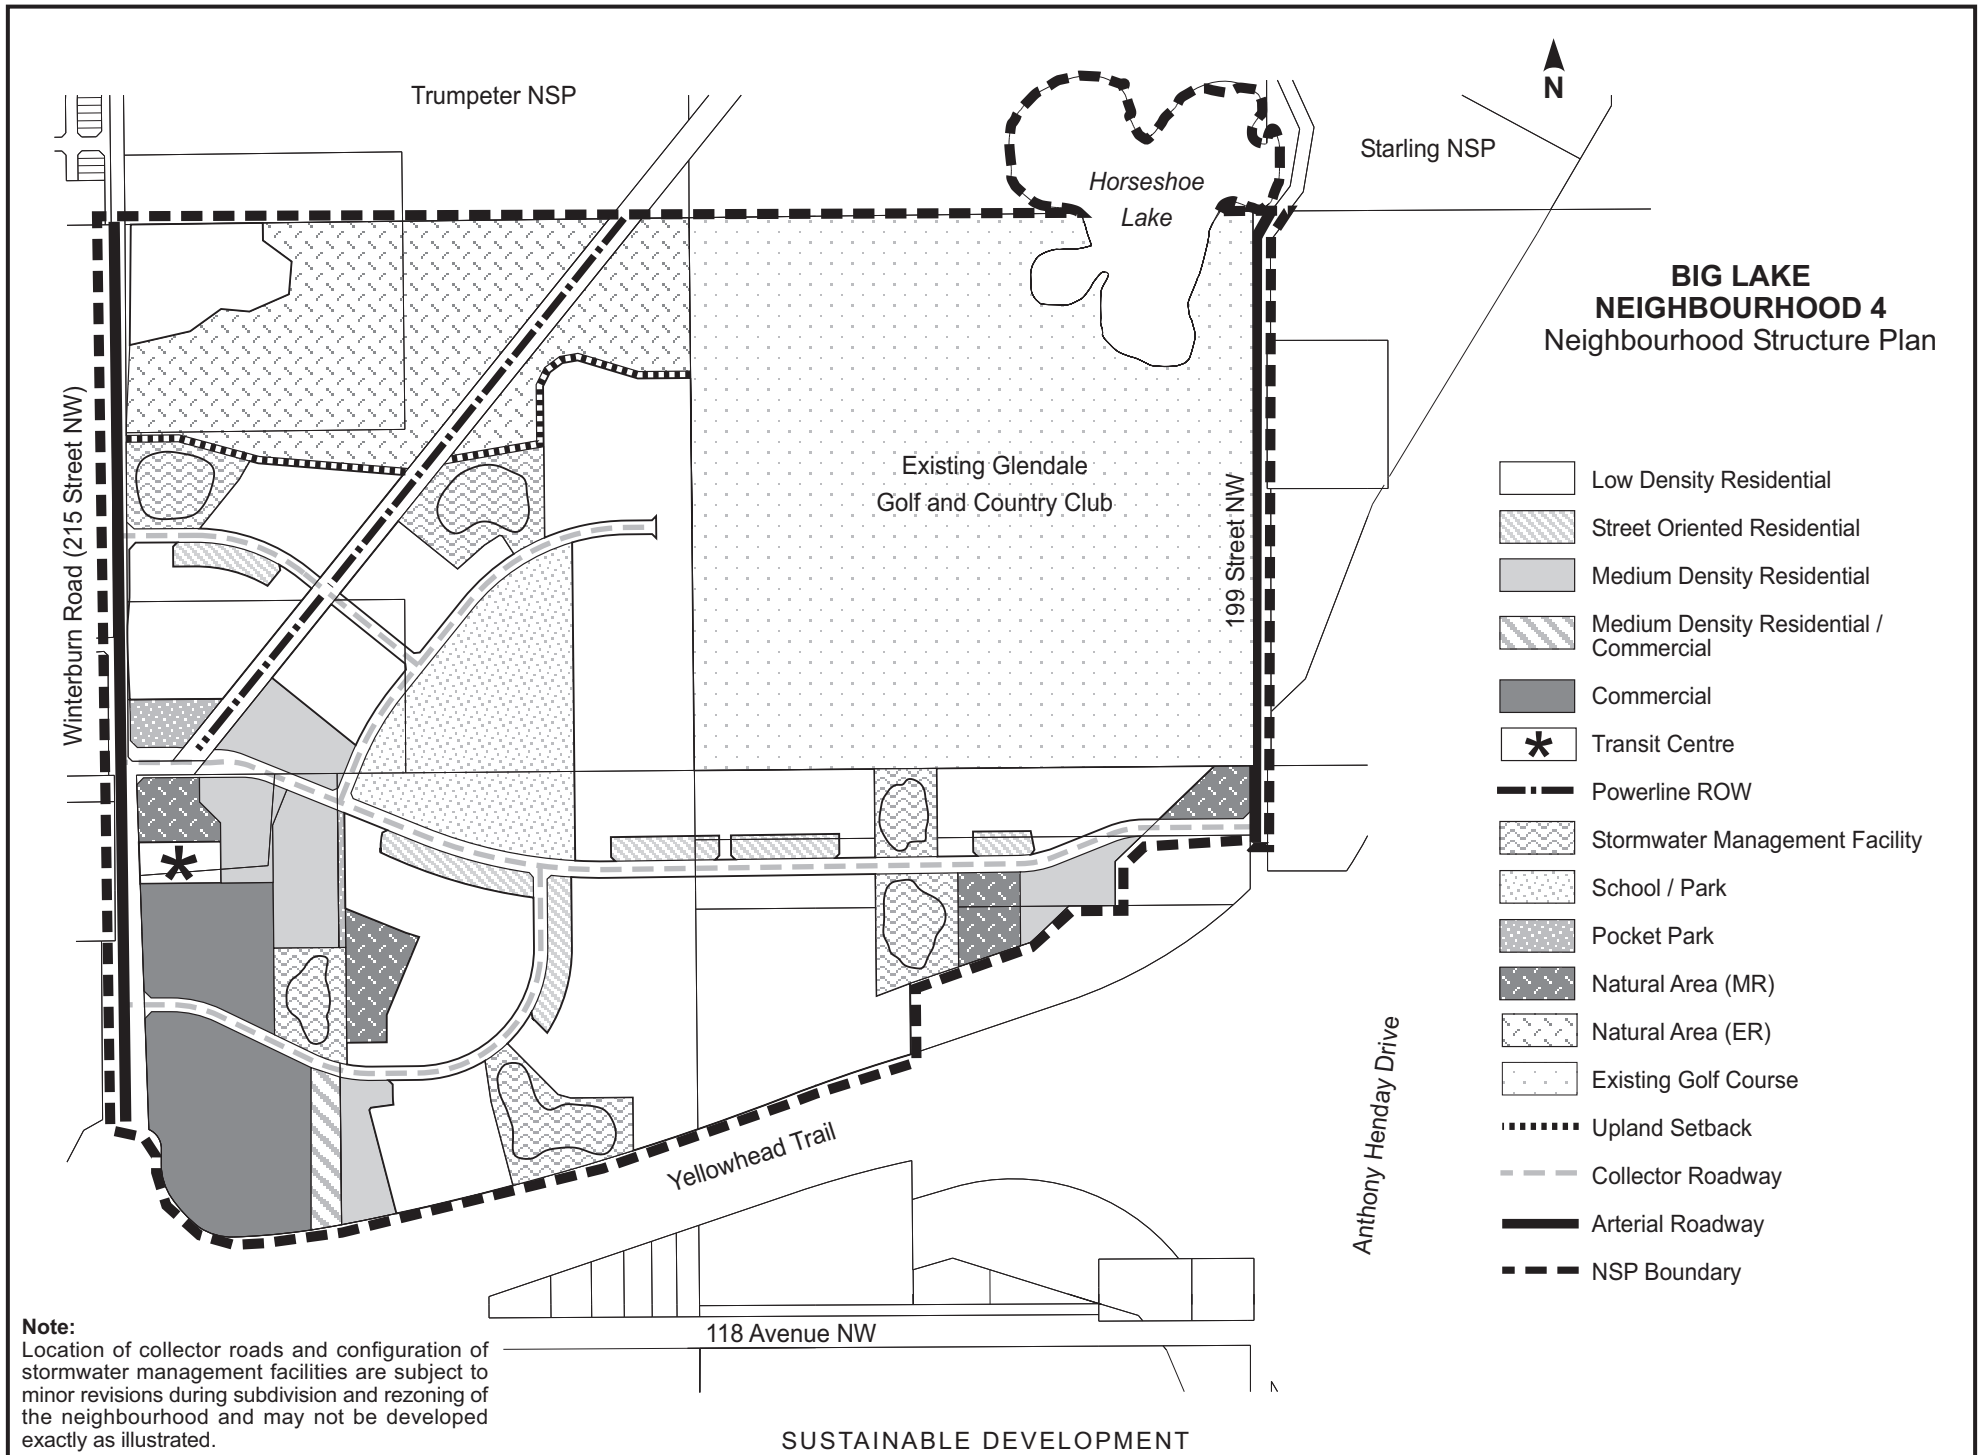 Trumpeter NSP
N
Starling NSP
Horseshoe
Lake
BIG LAKE
NEIGHBOURHOOD 4
Neighbourhood Structure Plan
Winterburn Road (215 Street NW)
Existing Glendale
Golf and Country Club
199 Street NW
Low Density Residential
Street Oriented Residential
Medium Density Residential
Medium Density Residential /
Commercial
Commercial
Transit Centre
Powerline ROW
Stormwater Management Facility
School / Park
Pocket Park
Natural Area (MR)
Natural Area (ER)
Existing Golf Course
Upland Setback
Collector Roadway
Arterial Roadway
NSP Boundary
Anthony Henday Drive
Yellowhead Trail
118 Avenue NW
Note:
Location of collector roads and configuration of
stormwater management facilities are subject to
minor revisions during subdivision and rezoning of
the neighbourhood and may not be developed
exactly as illustrated.
SUSTAINABLE DEVELOPMENT